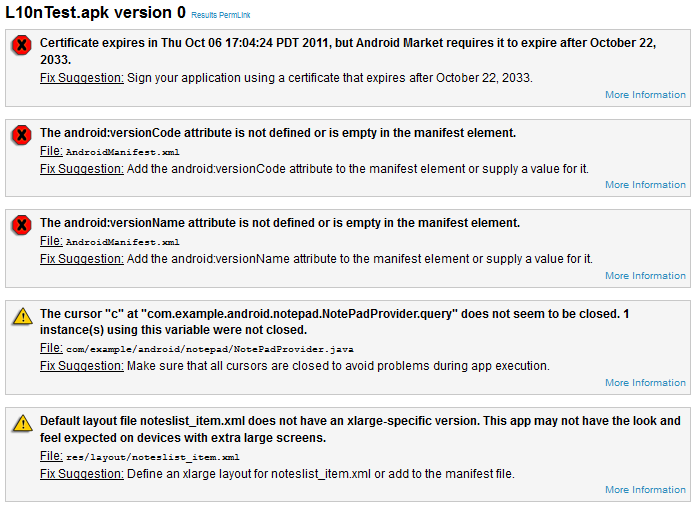 L10nTest.apk version 0 Results PermLink
Certificate expires in Thu Oct 06 17:04:24 PDT 2011, but Android Market requires it to expire after October 22,
2033.
Fix Suggestion: Sign your application using a certificate that expires after October 22, 2033.
More Information
The android:versionCode attribute is not defined or is empty in the manifest element.
File: AndroidManifest.xml
Fix Suggestion: Add the android:versionCode attribute to the manifest element or supply a value for it.
More Information
The android:versionName attribute is not defined or is empty in the manifest element.
File: AndroidManifest.xml
Fix Suggestion: Add the android:versionName attribute to the manifest element or supply a value for it.
More Information
The cursor "c" at "com.example.android.notepad.NotePadProvider.query" does not seem to be closed. 1
instance(s) using this variable were not closed.
File: com/example/android/notepad/NotePadProvider.java
Fix Suggestion: Make sure that all cursors are closed to avoid problems during app execution.
More Information
Default layout file noteslist_item.xml does not have an xlarge-specific version. This app may not have the look and
feel expected on devices with extra large screens.
File: res/layout/noteslist_item.xml
Fix Suggestion: Define an xlarge layout for noteslist_item.xml or add to the manifest file.
More Information